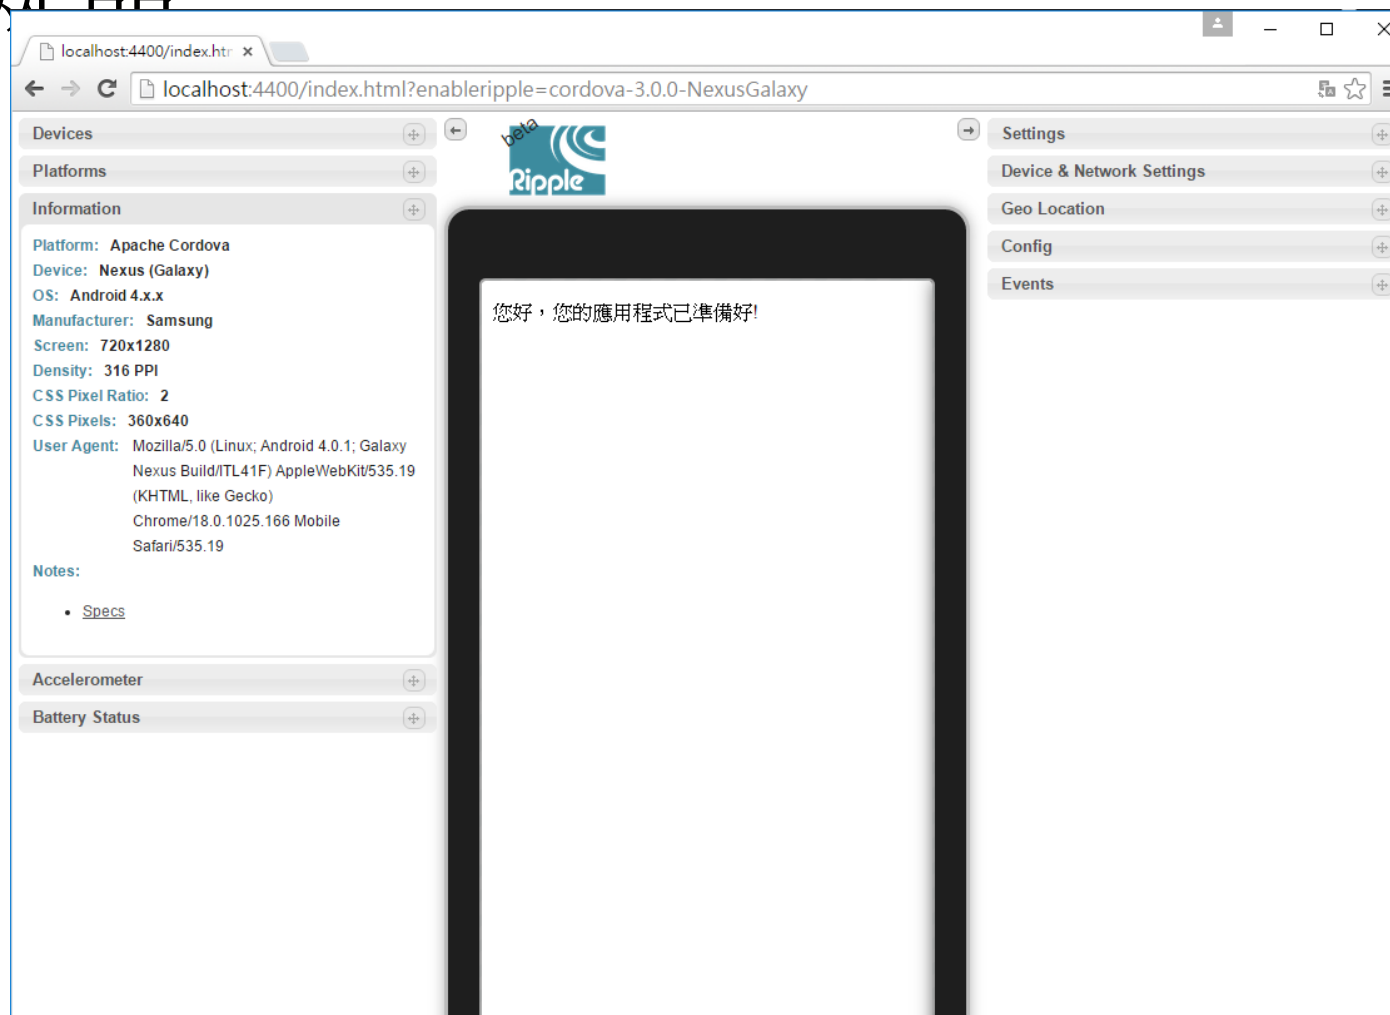 localhost:4400/index.htr
localhost:4400/index.html?enableripple=cordova-3.0.0-NexusGalaxy
Devices
Platforms
Information
Platform: Apache Cordova
Device: Nexus (Galaxy)
OS: Android 4.x.x
Manufacturer: Samsung
Screen: 720x1280
Density: 316 PPI
CSS Pixel Ratio: 2
CSS Pixels: 360x640
User Agent: Mozilla/5.0 (Linux; Android 4.0.1; Galaxy
Nexus Build/ITL41F) AppleWebKit/535.19
(KHTML, like Gecko)
Chrome/18.0.1025.166 Mobile
Safari/535.19
Notes:
Specs
Accelerometer
Battery Status
beta
Ripple
您好，您的應用程式已準備好!
Settings
Device & Network Settings
Geo Location
Config
Events